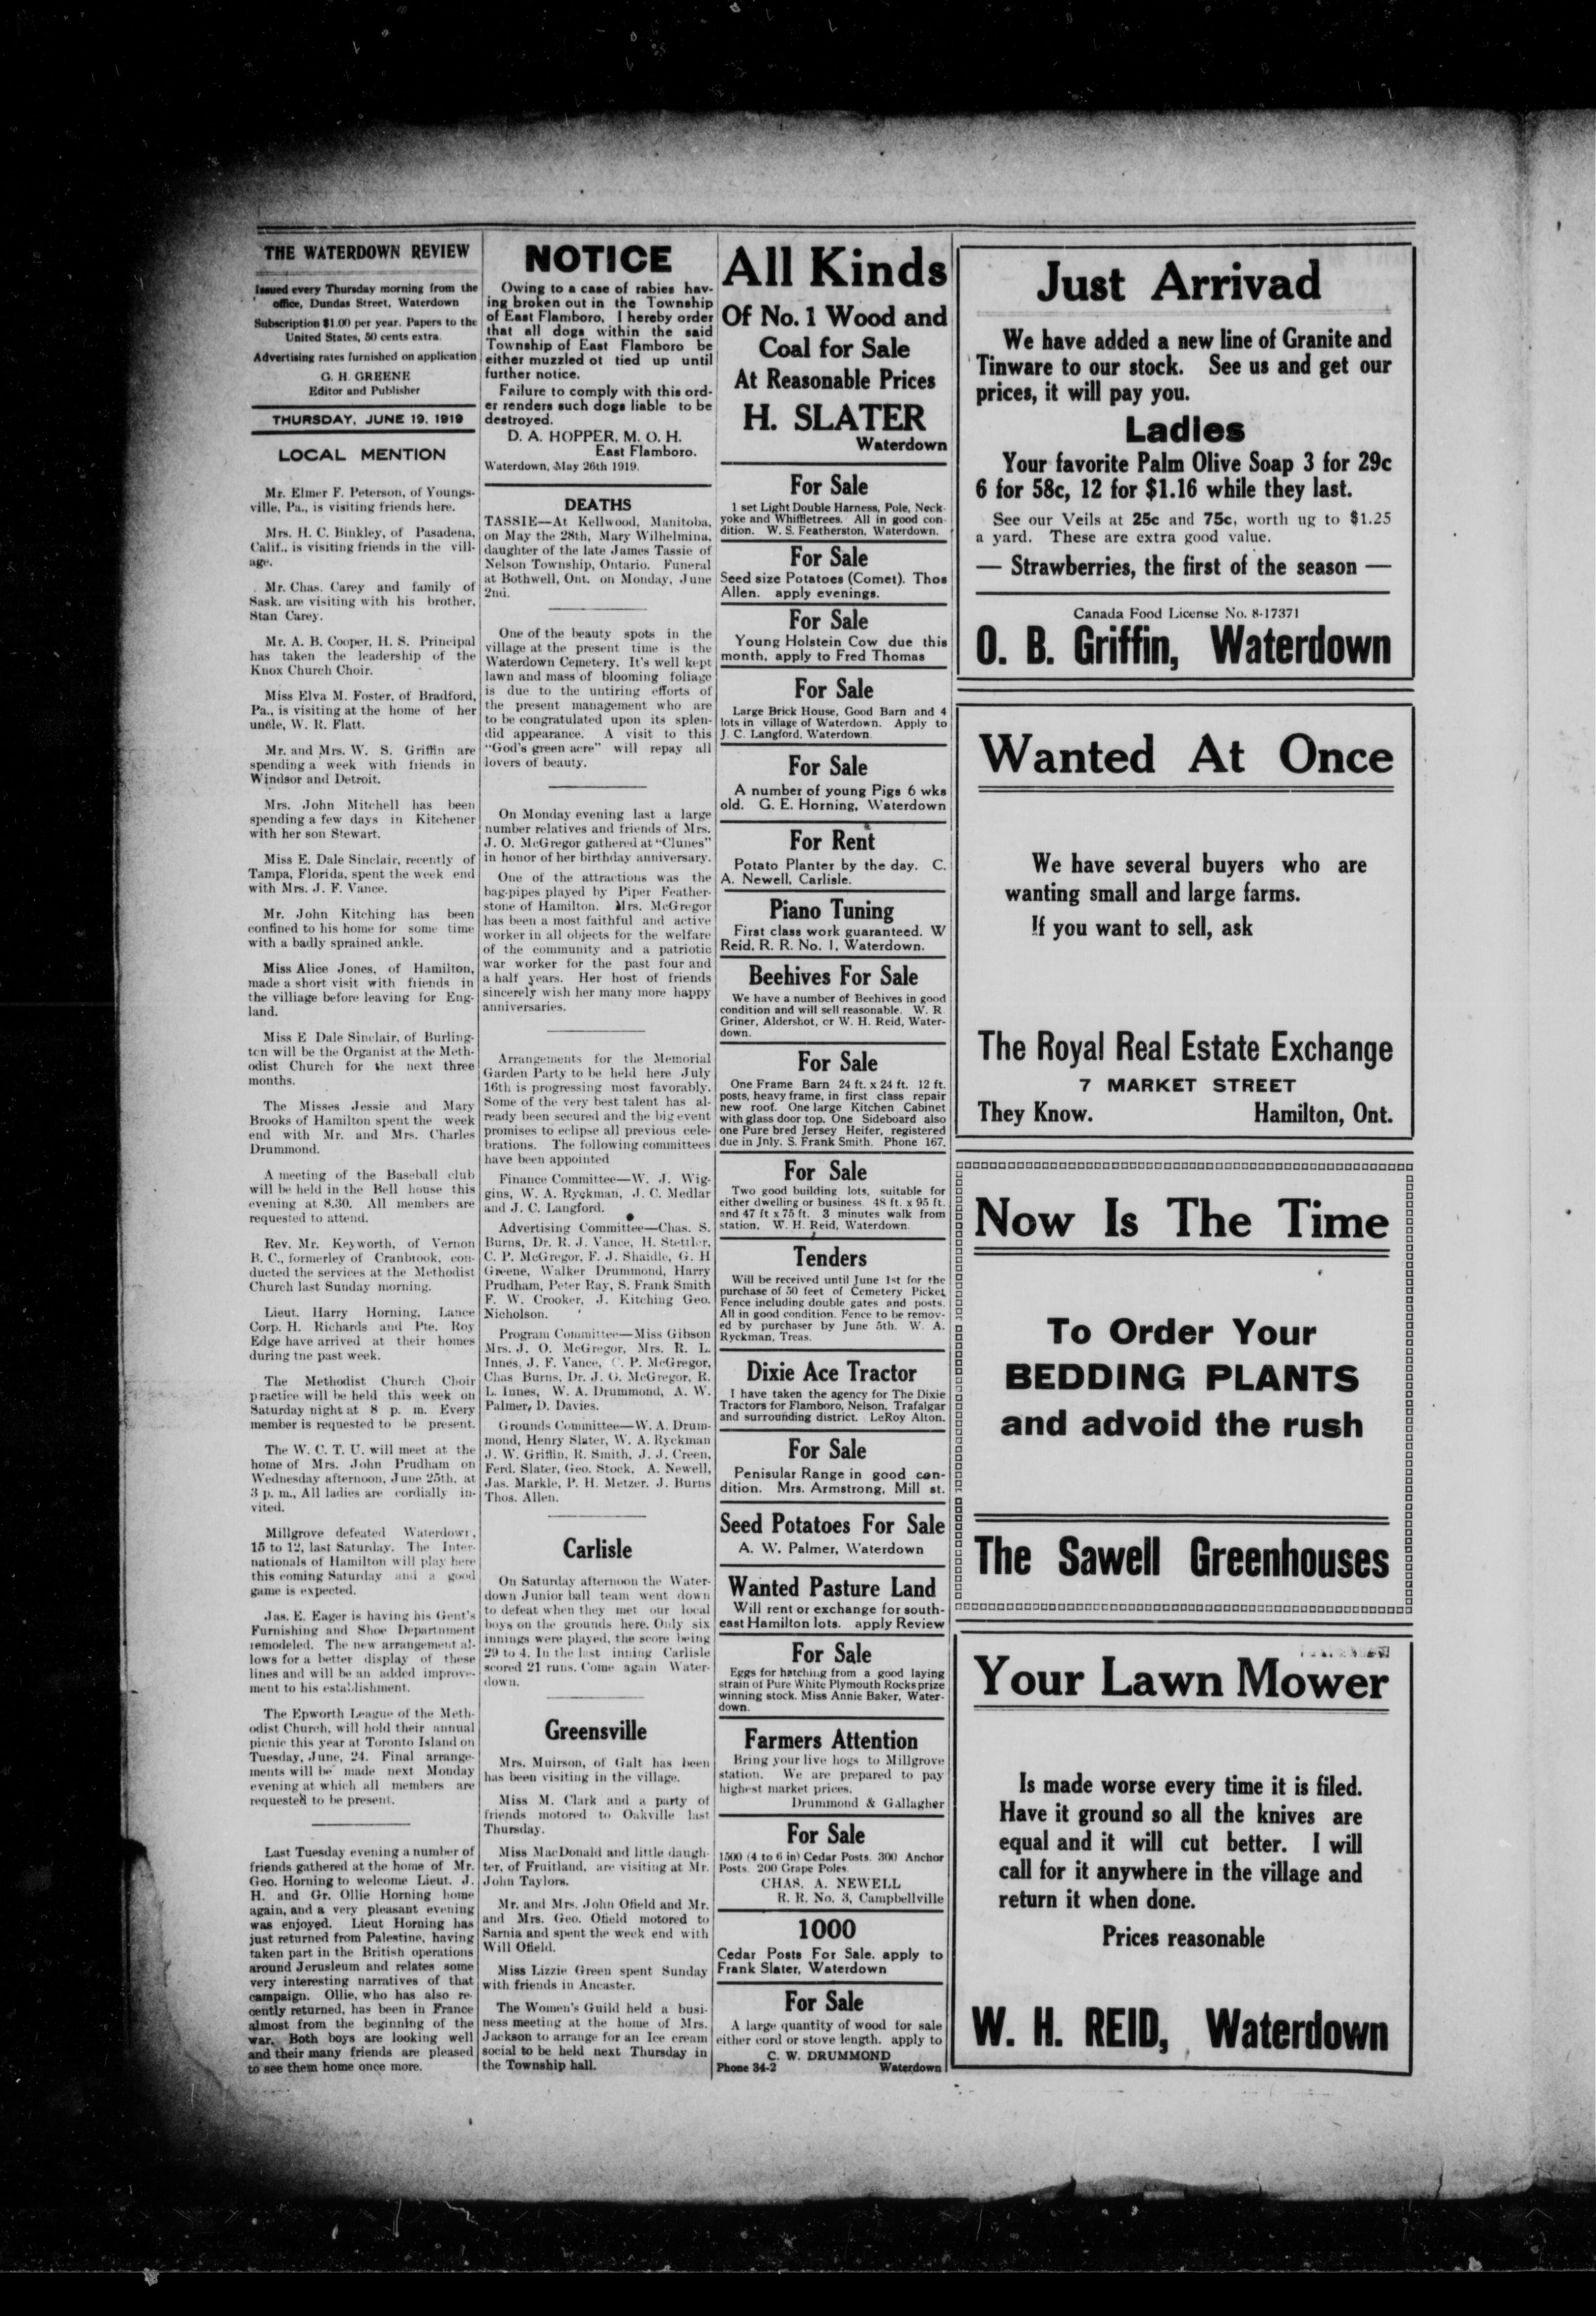 THE WATERDOWN REVIEW
Issued every Thursday morning from the
office, Dundas Street, Waterdown
Subscription $1.00 per year. Papers to the
United States, 50 cents extra.
Advertising rates furnished on application
G. H. GREENE
Editor and Publisher
THURSDAY, JUNE 19, 1919
LOCAL MENTION
Mr. Elmer F. Peterson, of Youngs-
ville, Pa., is visiting friends here.
Mrs. H. C. Binkley, of Pasadena,
Calif., is visiting friends in the vill-
age.
Mr. Chas. Carey and family of
Sask. are visiting with his brother,
Stan Carey.
Mr. A. B. Cooper, H. S. Principal
has taken the leadership of the
Knox Church Choir.
Miss Elva M. Foster, of Bradford,
Pa., is visiting at the home of her
uncle, W. R. Flatt.
Mr. and Mrs. W. S. Griffin are
spending a week with friends in
Windsor and Detroit.
Mrs. John Mitchell has been
spending a few days in Kitchener
with her son Stewart.
Miss E. Dale Sinclair, recently of
Tampa, Florida, spent the week end
with Mrs. J. F. Vance.
Mr. John Kitching has been
confined to his home for some time
with a badly sprained ankle.
Miss Alice Jones, of Hamilton,
made a short visit with friends in
the villiage before leaving for Eng-
land.
Miss E Dale Sinclair, of Burling-
ton will be the Organist at the Meth-
odist Church for the next three
months.
The Misses Jessie and Mary
Brooks of Hamilton spent the week
end with Mr. and Mrs. Charles
Drummond.
A meeting of the Baseball club
will be held in the Bell house this
evening at 8.30. All members are
requested to attend.
Rev. Mr. Keyworth, of Vernon
B. C., formerley of Cranbrook, con-
ducted the services at the Methodist
Church last Sunday morning.
Lieut. Harry Horning, Lance
Corp. H. Richards and Pte. Roy
Edge have arrived at their homes
during tne past week.
The Methodist Church Choir
practice will be held this week on
Saturday night at 8 p. m. Every
member is requested to be present.
The W. C. T. U. will meet at the
home of Mrs. John Prudham on
Wednesday afternoon, June 25th, at
3 p. m., All ladies are cordially in-
vited.
Millgrove defeated Waterdown,
15 to 12, last Saturday. The Inter-
nationals of Hamilton will play here
this coming Saturday and a good
game is expected.
Jas. E. Eager is having his Gent's
Furnishing and Shoe Department
remodeled. The new arrangement al-
lows for a better display of these
lines and will be an added improve-
ment to his establishment.
The Epworth League of the Meth-
odist Church, will hold their annual
picnic this year at Toronto Island on
Tuesday, June, 24. Final arrange-
ments will be made next Monday
evening at which all members are
requested to be present.
Last Tuesday evening a number of
friends gathered at the home of Mr.
Geo. Horning to welcome Lieut. J.
H. and Gr. Ollie Horning home
again, and a very pleasant evening
was enjoyed. Lieut Horning has
just returned from Palestine, having
taken part in the British operations
around Jerusleum and relates some
very interesting narratives of that
campaign. Ollie, who has also re-
cently returned, has been in France
almost from the beginning of the
war. Both boys are looking well
and their many friends are pleased
to see them home once more.
NOTICE
Owing to a case of rabies hav-
ing broken out in the Township
of East Flamboro, I hereby order
that all dogs within the said
Township of East Flamboro be
either muzzled ot tied up until
further notice.
Failure to comply with this ord-
er renders such dogs liable to be
destroyed.
D. A. HOPPER, M. O. H.
East Flamboro.
Waterdown, May 26th 1919.
DEATHS
TASSIE—At Kellwood, Manitoba,
on May the 28th, Mary Wilhelmina,
daughter of the late James Tassie of
Nelson Township, Ontario. Funeral
at Bothwell, Ont. on Monday, June
2nd.
One of the beauty spots in the
village at the present time is the
Waterdown Cemetery. It's well kept
lawn and mass of blooming foliage
is due to the untiring efforts of
the present management who are
to be congratulated upon its splen-
did appearance. A visit to this
"God's green acre" will repay all
lovers of beauty.
On Monday evening last a large
number relatives and friends of Mrs.
J. O. McGregor gathered at "Clunes"
in honor of her birthday anniversary.
One of the attractions was the
bag-pipes played by Piper Feather-
stone of Hamilton. Mrs. McGregor
has been a most faithful and active
worker in all objects for the welfare
of the community and a patriotic
war worker for the past four and
a half years. Her host of friends
sincerely wish her many more happy
anniversaries.
Arrangements for the Memorial
Garden Party to be held here July
16th is progressing most favorably.
Some of the very best talent has al-
ready been secured and the big event
promises to eclipse all previous cele-
brations. The following committees
have been appointed
Finance Committee—W. J. Wig-
gins, W. A. Ryckman, J. C. Medlar
and J. C. Langford.
Advertising Committee—Chas. S.
Burns, Dr. R. J. Vance, H. Stettler,
C. P. McGregor, F. J. Shaidle, G. H
Greene, Walker Drummond, Harry
Prudham, Peter Ray, S. Frank Smith
F. W. Crooker, J. Kitching Geo.
Nicholson.
Program Committee—Miss Gibson
Mrs. J. O. McGregor, Mrs. R. L.
Innes, J. F. Vance, C. P. McGregor,
Chas Burns, Dr. J. O. McGregor, R.
L. Innes, W. A. Drummond, A. W.
Palmer, D. Davies.
Grounds Committee—W. A. Drum-
mond, Henry Slater, W. A. Ryckman
J. W. Griffin, R. Smith, J. J. Creen,
Ferd. Slater, Geo. Stock, A. Newell,
Jas. Markle, P. H. Metzer, J. Burns
Thos. Allen.
Carlisle
On Saturday afternoon the Water-
down Junior ball team went down
to defeat when they met our local
boys on the grounds here. Only six
innings were played, the score being
29 to 4. In the last inning Carlisle
scored 21 runs. Come again Water-
down.
Greensville
Mrs. Muirson, of Galt has been
has been visiting in the village.
Miss M. Clark and a party of
friends motored to Oakville last
Thursday.
Miss MacDonald and little daugh-
ter, of Fruitland, are visiting at Mr.
John Taylors.
Mr. and Mrs. John Ofield and Mr.
and Mrs. Geo. Ofield motored to
Sarnia and spent the week end with
Will Ofield.
Miss Lizzie Green spent Sunday
with friends in Ancaster.
The Women's Guild held a busi-
ness meeting at the home of Mrs.
Jackson to arrange for an Ice cream
social to be held next Thursday in
the Township hall.
All Kinds
Of No. 1 Wood and
Coal for Sale
At Reasonable Prices
H. SLATER
Waterdown
For Sale
1 set Light Double Harness, Pole, Neck-
yoke and Whiffletrees. All in good con-
dition. W. S. Featherston, Waterdown.
For Sale
Seed size Potatoes (Comet). Thos
Allen. apply evenings.
For Sale
Young Holstein Cow due this
month, apply to Fred Thomas
For Sale
Large Brick House, Good Barn and 4
lots in village of Waterdown. Apply to
J. C. Langford, Waterdown.
For Sale
A number of young Pigs 6 wks
old. G. E. Horning, Waterdown
For Rent
Potato Planter by the day. C.
A. Newell, Carlisle.
Piano Tuning
First class work guaranteed. W
Reid, R. R. No. 1, Waterdown.
Beehives For Sale
We have a number of Beehives in good
condition and will sell reasonable. W. R.
Griner, Aldershot, or W. H. Reid, Water-
down.
For Sale
One Frame Barn 24 ft. x 24 ft. 12 ft.
posts, heavy frame, in first class repair
new roof. One large Kitchen Cabinet
with glass door top. One Sideboard also
one Pure bred Jersey Heifer, registered
due in Jnly. S. Frank Smith. Phone 167.
For Sale
Two good building lots, suitable for
either dwelling or business. 48 ft. x 95 ft.
and 47 ft x 75 ft. 3 minutes walk from
station. W. H. Reid, Waterdown.
Tenders
Will be received until June 1st for the
purchase of 50 feet of Cemetery Picket
Fence including double gates and posts.
All in good condition. Fence to be remov-
ed by purchaser by June 5th. W. A.
Ryckman, Treas.
Dixie Ace Tractor
I have taken the agency for The Dixie
Tractors for Flamboro, Nelson, Trafalgar
and surrounding district. LeRoy Alton.
For Sale
Penisular Range in good con-
dition. Mrs. Armstrong, Mill st.
Seed Potatoes For Sale
A. W. Palmer, Waterdown
Wanted Pasture Land
Will rent or exchange for south-
east Hamilton lots. apply Review
For Sale
Eggs for hatching from a good laying
strain of Pure White Plymouth Rocks prize
winning stock. Miss Annie Baker, Water-
down.
Farmers Attention
Bring your live hogs to Millgrove
station. We are prepared to pay
highest market prices.
Drummond & Gallagher
For Sale
1500 (4 to 6 in) Cedar Posts. 300 Anchor
Posts. 200 Grape Poles.
CHAS. A. NEWELL
R. R. No. 3, Campbellville
1000
Cedar Posts For Sale. apply to
Frank Slater, Waterdown
For Sale
A large quantity of wood for sale
either cord or stove length. apply to
C. W. DRUMMOND
Phone 34-2 Waterdown
Just Arrivad
We have added a new line of Granite and
Tinware to our stock. See us and get our
prices, it will pay you.
Ladies
Your favorite Palm Olive Soap 3 for 29c
6 for 58c, 12 for $1.16 while they last.
See our Veils at 25c and 75c, worth ug to $1.25
a yard. These are extra good value.
— Strawberries, the first of the season —
Canada Food License No. 8-17371
O. B. Griffin, Waterdown
Wanted At Once
We have several buyers who are
wanting small and large farms.
If you want to sell, ask
The Royal Real Estate Exchange
7 MARKET STREET
They Know. Hamilton, Ont.
Now Is The Time
To Order Your
BEDDING PLANTS
and advoid the rush
The Sawell Greenhouses
Your Lawn Mower
Is made worse every time it is filed.
Have it ground so all the knives are
equal and it will cut better. I will
call for it anywhere in the village and
return it when done.
Prices reasonable
W. H. REID, Waterdown